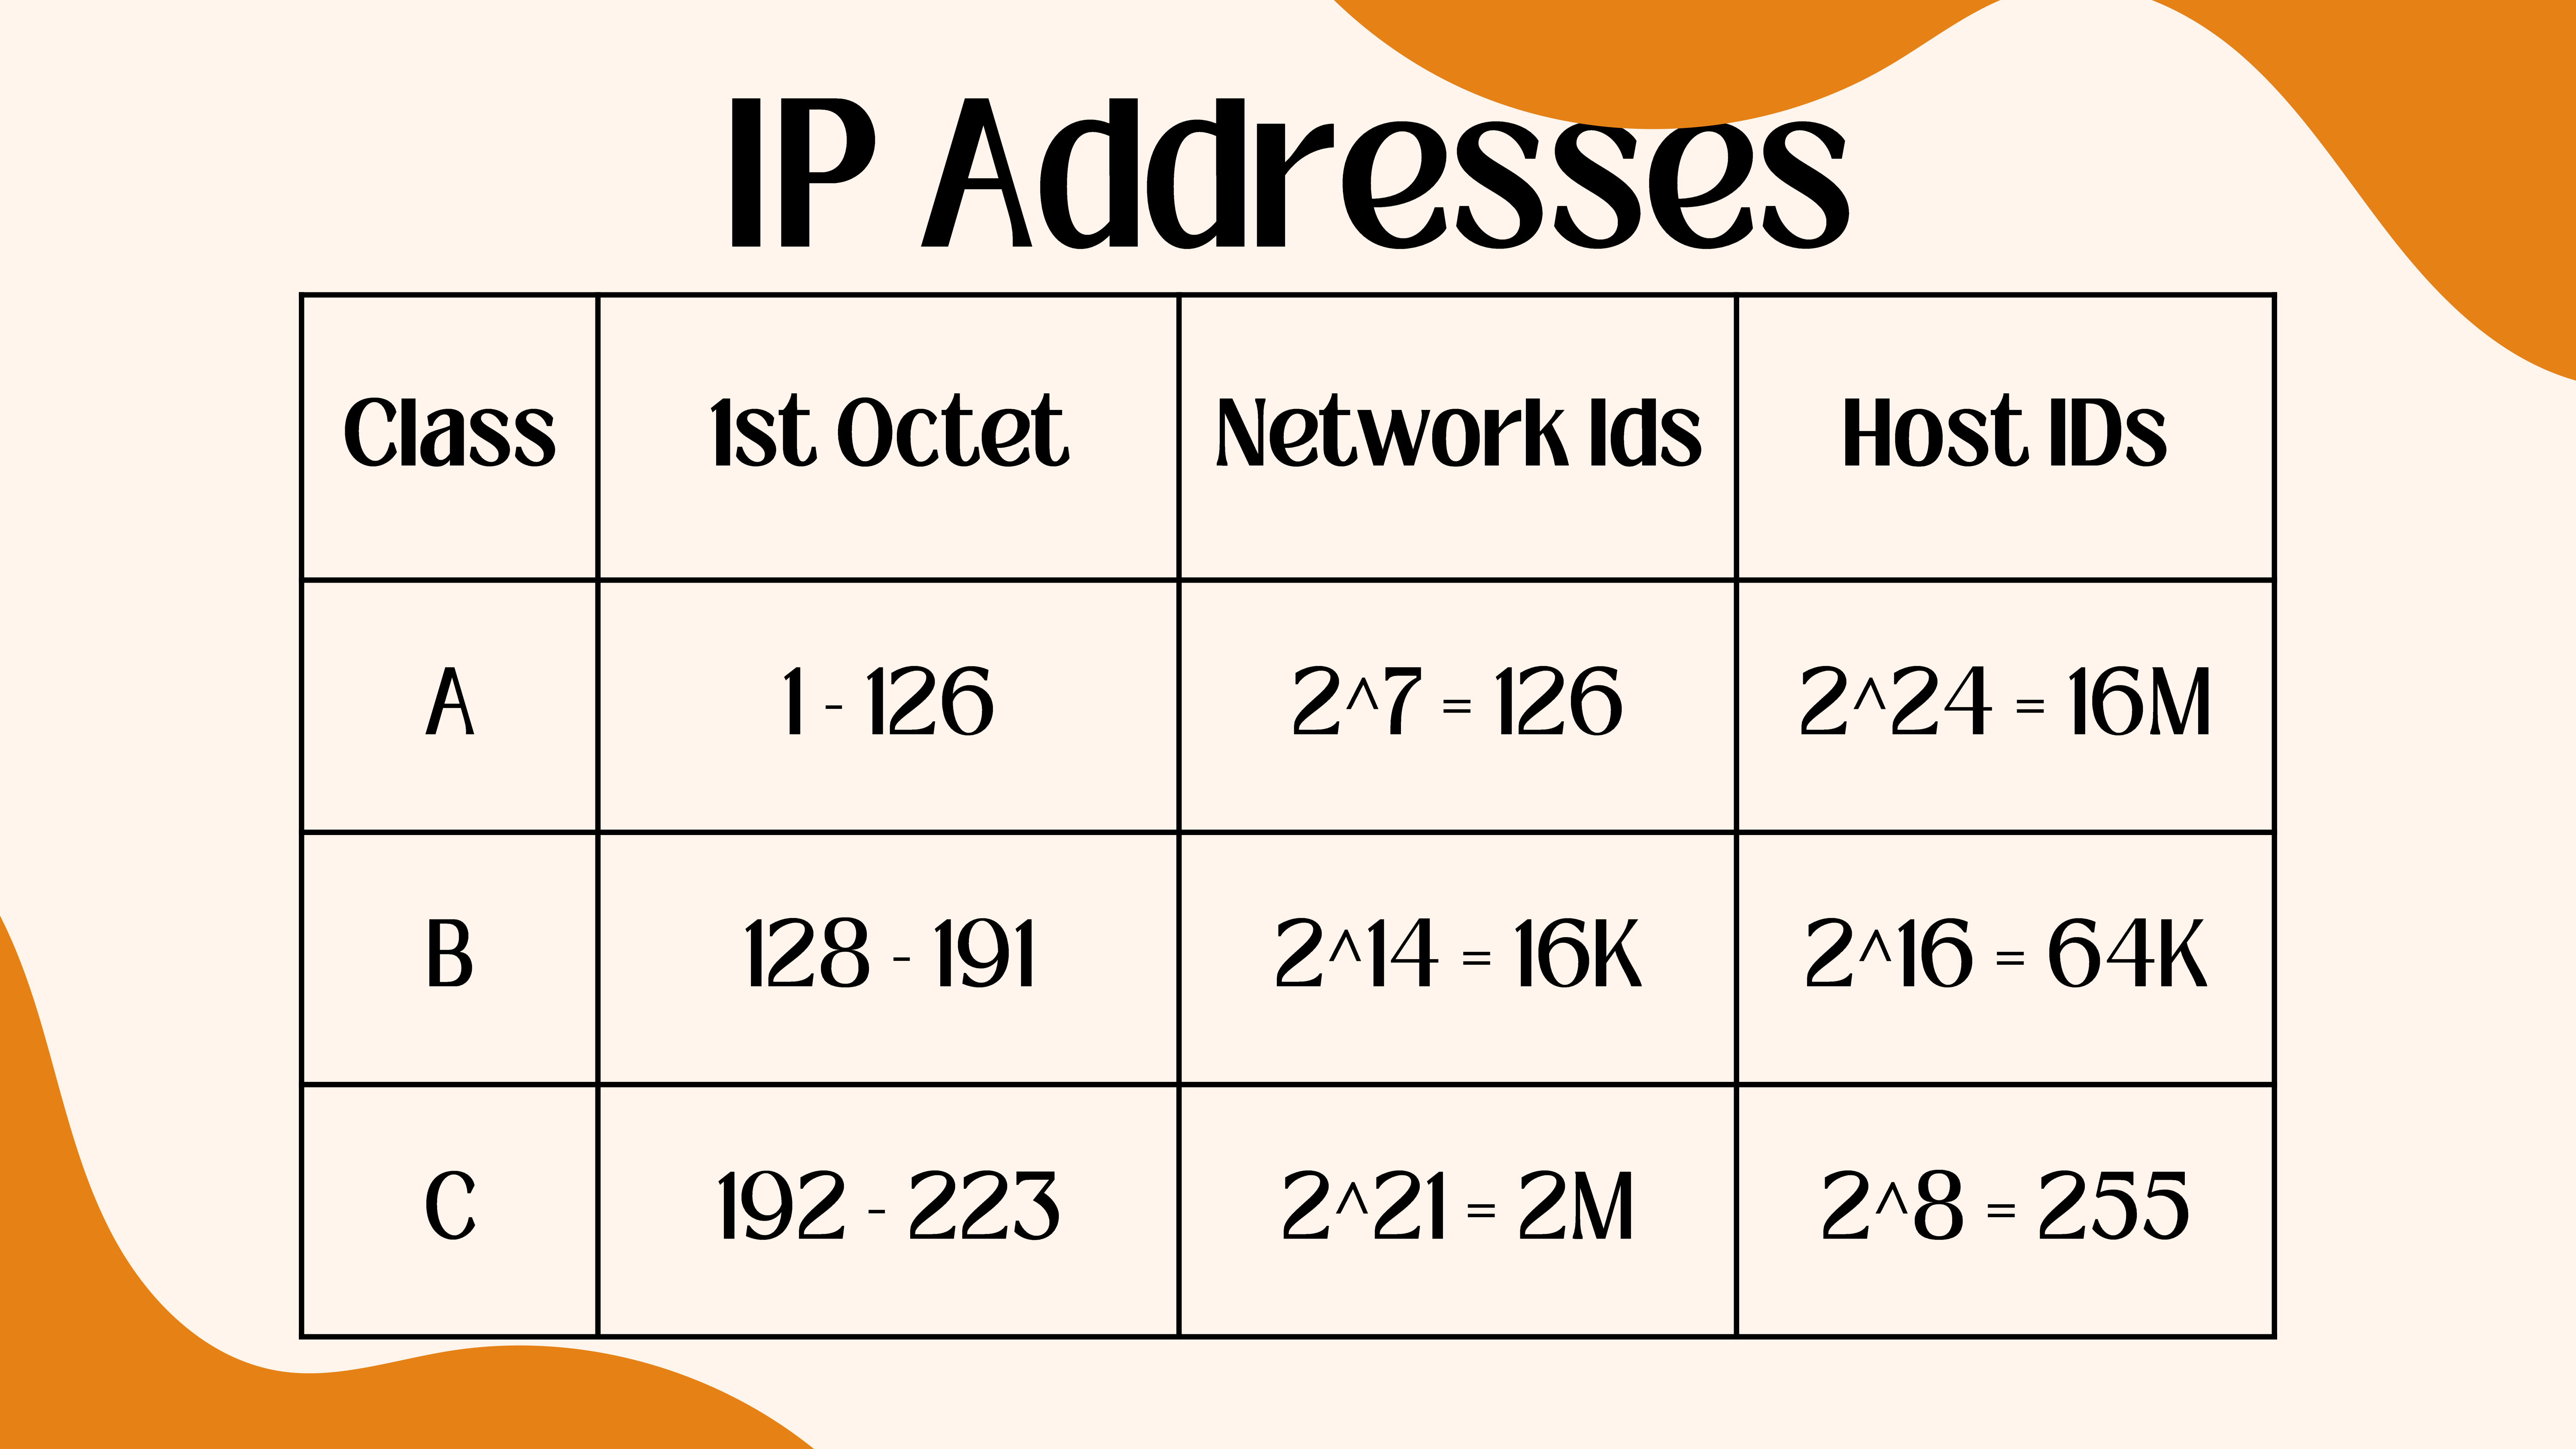 IP Addresses
Class 1st Octet Network Ids Host IDs
A 1 - 126 2^7 = 126 2^24 = 16M
B 128 - 191 2^14 = 16K 2^16 = 64K
C 192 - 223 2^21 = 2M 2^8 = 255